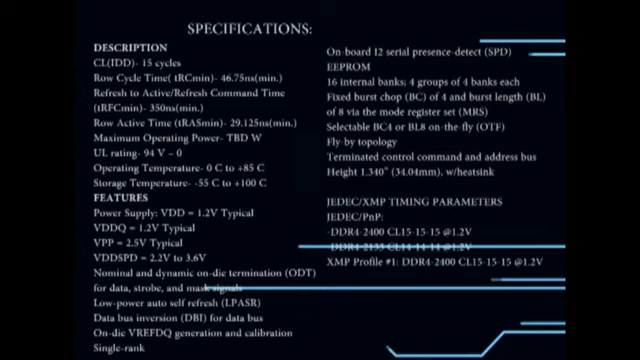 SPECIFICATIONS:
DESCRIPTION
CL(IDD)- 15 cycles
Row Cycle Time( tRCmin)- 46.75ns(min.)
Refresh to Active/Refresh Command Time
(tRFCmin)- 350ns(min.)
Row Active Time (tRASmin)- 29.125ns(min.)
Maximum Operating Power- TBD W
UL rating- 94 V – 0
Operating Temperature- 0 C to +85 C
Storage Temperature- -55 C to +100 C
FEATURES
Power Supply: VDD = 1.2V Typical
VDDQ = 1.2V Typical
VPP = 2.5V Typical
VDDSPD = 2.2V to 3.6V
Nominal and dynamic on-die termination (ODT)
for data, strobe, and mask signals
Low-power auto self refresh (LPASR)
Data bus inversion (DBI) for data bus
On-die VREFDQ generation and calibration
Single-rank
On-board I2 serial presence-detect (SPD)
EEPROM
16 internal banks; 4 groups of 4 banks each
Fixed burst chop (BC) of 4 and burst length (BL)
of 8 via the mode register set (MRS)
Selectable BC4 or BL8 on-the-fly (OTF)
Fly-by topology
Terminated control command and address bus
Height 1.340" (34.04mm), w/heatsink
JEDEC/XMP TIMING PARAMETERS
JEDEC/PnP:
-DDR4-2400 CL15-15-15 @1.2V
-DDR4-2133 CL14-14-14 @1.2V
XMP Profile #1: DDR4-2400 CL15-15-15 @1.2V